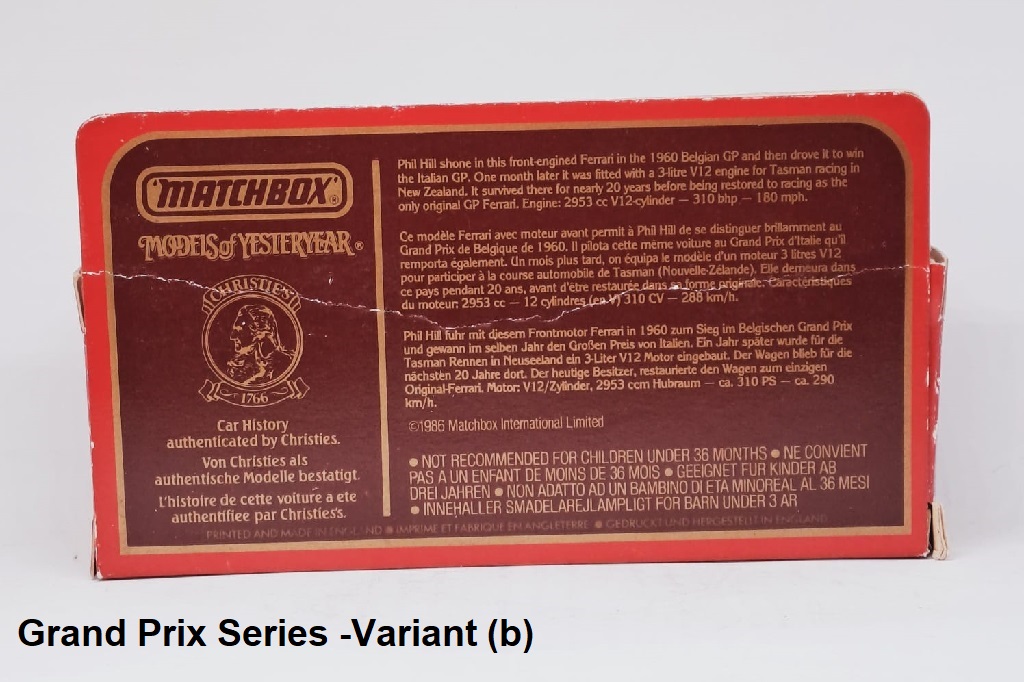 'MATCHBOX'®
MODELS of YESTERYEAR®
CHRISTIE'S
1766
Car History
authenticated by Christies.
Von Christies als
authentische Modelle bestatigt.
L'histoire de cette voiture a ete
authentifiee par Christies's.
Phil Hill shone in this front-engined Ferrari in the 1960 Belgian GP and then drove it to win
the Italian GP. One month later it was fitted with a 3-litre V12 engine for Tasman racing in
New Zealand. It survived there for nearly 20 years before being restored to racing as the
only original GP Ferrari. Engine: 2953 cc V12-cylinder — 310 bhp — 180 mph.
Ce modèle Ferrari avec moteur avant permit à Phil Hill de se distinguer brillamment au
Grand Prix de Belgique de 1960. Il pilota cette même voiture au Grand Prix d'Italie qu'il
remporta également. Un mois plus tard, on équipa le modèle d'un moteur 3 litres V12
pour participer à la course automobile de Tasman (Nouvelle-Zélande). Elle demeura dans
ce pays pendant 20 ans, avant d'être restaurée dans sa forme originale. Caractéristiques
du moteur: 2953 cc — 12 cylindres (en V) 310 CV — 288 km/h.
Phil Hill fuhr mit diesem Frontmotor Ferrari in 1960 zum Sieg im Belgischen Grand Prix
und gewann im selben Jahr den Großen Preis von Italien. Ein Jahr später wurde für die
Tasman Rennen in Neuseeland ein 3-Liter V12 Motor eingebaut. Der Wagen blieb für die
nächsten 20 Jahre dort. Der heutige Besitzer, restaurierte den Wagen zum einzigen
Original-Ferrari. Motor: V12/Zylinder, 2953 ccm Hubraum — ca. 310 PS — ca. 290
km/h.
©1986 Matchbox International Limited
● NOT RECOMMENDED FOR CHILDREN UNDER 36 MONTHS ● NE CONVIENT
PAS A UN ENFANT DE MOINS DE 36 MOIS ● GEEIGNET FUR KINDER AB
DREI JAHREN ● NON ADATTO AD UN BAMBINO DI ETA MINOREAL AL 36 MESI
● INNEHALLER SMADELAREJLAMPLIGT FOR BARN UNDER 3 AR
PRINTED AND MADE IN ENGLAND ● IMPRIME ET FABRIQUE EN ANGLETERRE ● GEDRUCKT UND HERGESTELLT IN ENGLAND
Grand Prix Series -Variant (b)